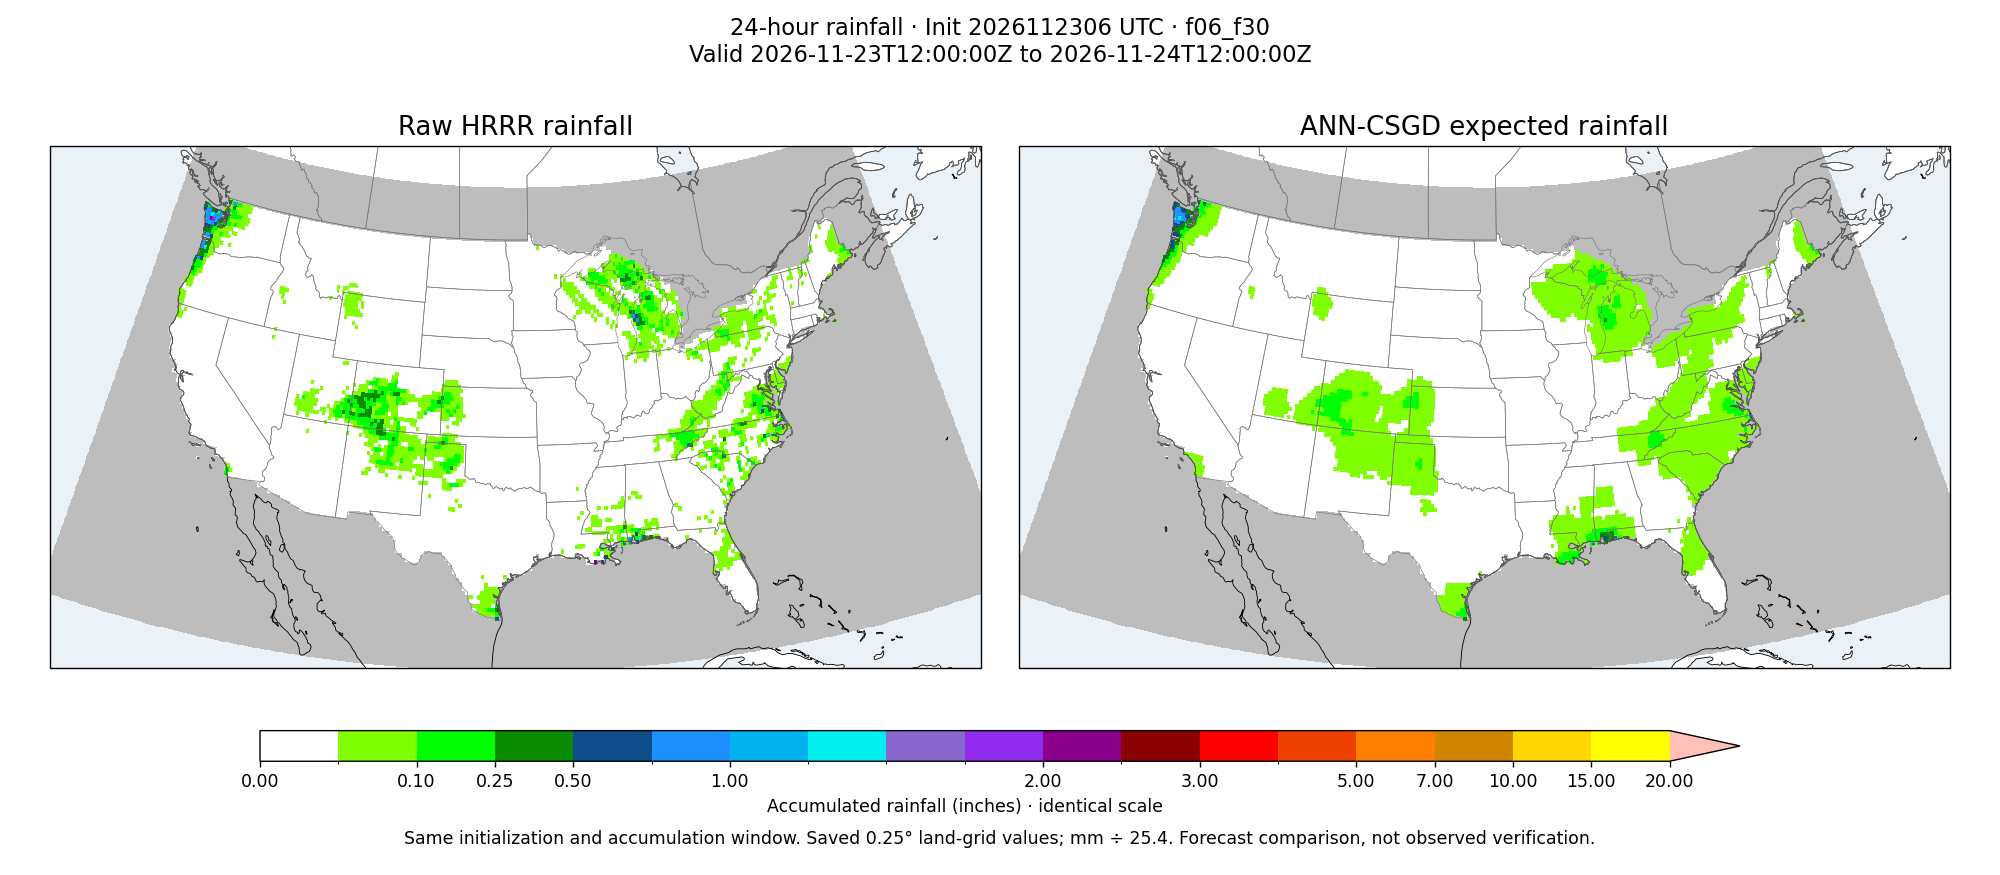 24-hour rainfall · Init 2026112306 UTC · f06_f30
Valid 2026-11-23T12:00:00Z to 2026-11-24T12:00:00Z
Raw HRRR rainfall
ANN-CSGD expected rainfall
0.00 0.10 0.25 0.50 1.00 2.00 3.00 5.00 7.00 10.00 15.00 20.00
Accumulated rainfall (inches) · identical scale
Same initialization and accumulation window. Saved 0.25° land-grid values; mm ÷ 25.4. Forecast comparison, not observed verification.